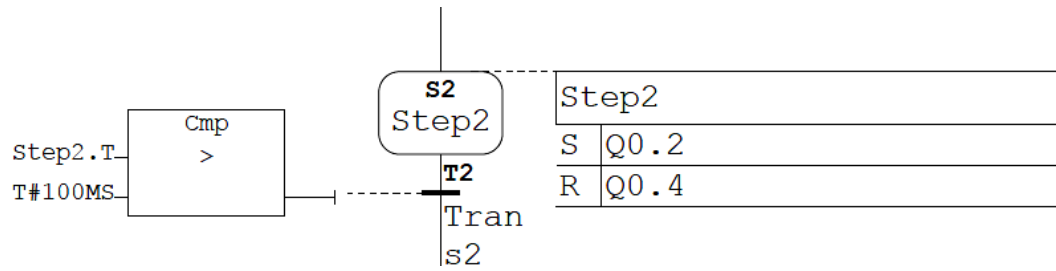 S2
Step2
Step2
Cmp
>
Step2.T
T#100MS
S Q0.2
R Q0.4
T2
Tran
s2